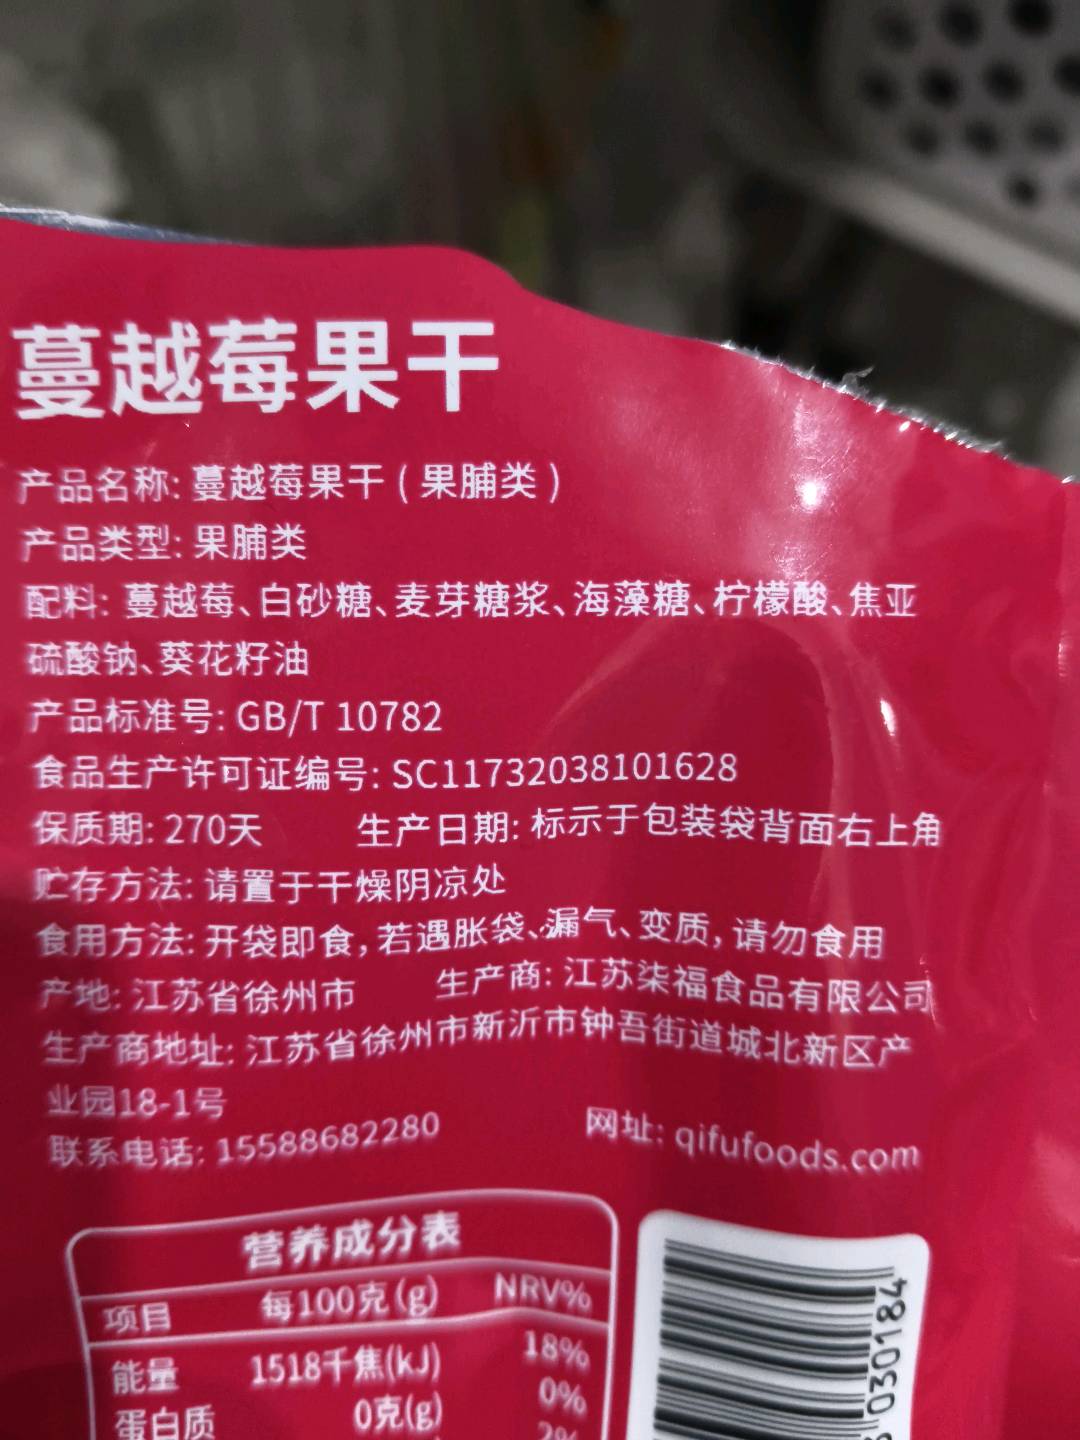 蔓越莓果干
产品名称: 蔓越莓果干 ( 果脯类 )
产品类型: 果脯类
配料: 蔓越莓、白砂糖、麦芽糖浆、海藻糖、柠檬酸、焦亚
硫酸钠、葵花籽油
产品标准号: GB/T 10782
食品生产许可证编号: SC11732038101628
保质期: 270天 生产日期: 标示于包装袋背面右上角
贮存方法: 请置于干燥阴凉处
食用方法: 开袋即食, 若遇胀袋、漏气、变质, 请勿食用
产地: 江苏省徐州市 生产商: 江苏柒福食品有限公司
生产商地址: 江苏省徐州市新沂市钟吾街道城北新区产
业园18-1号
联系电话: 15588682280 网址: qifufoods.com
营养成分表
项目 每100克(g) NRV%
能量 1518千焦(kJ) 18%
蛋白质 0克(g) 0%
2%
030184